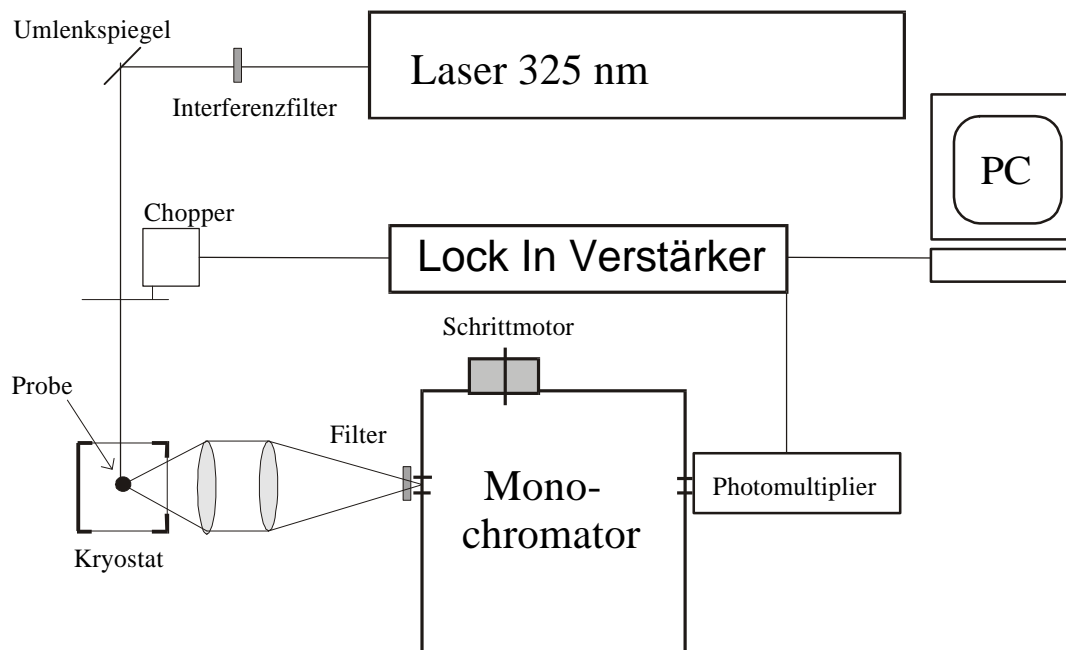 Umlenkspiegel
Laser 325 nm
Interferenzfilter
PC
Chopper
Lock In Verstärker
Schrittmotor
Probe
Filter
Mono-
chromator
Photomultiplier
Kryostat